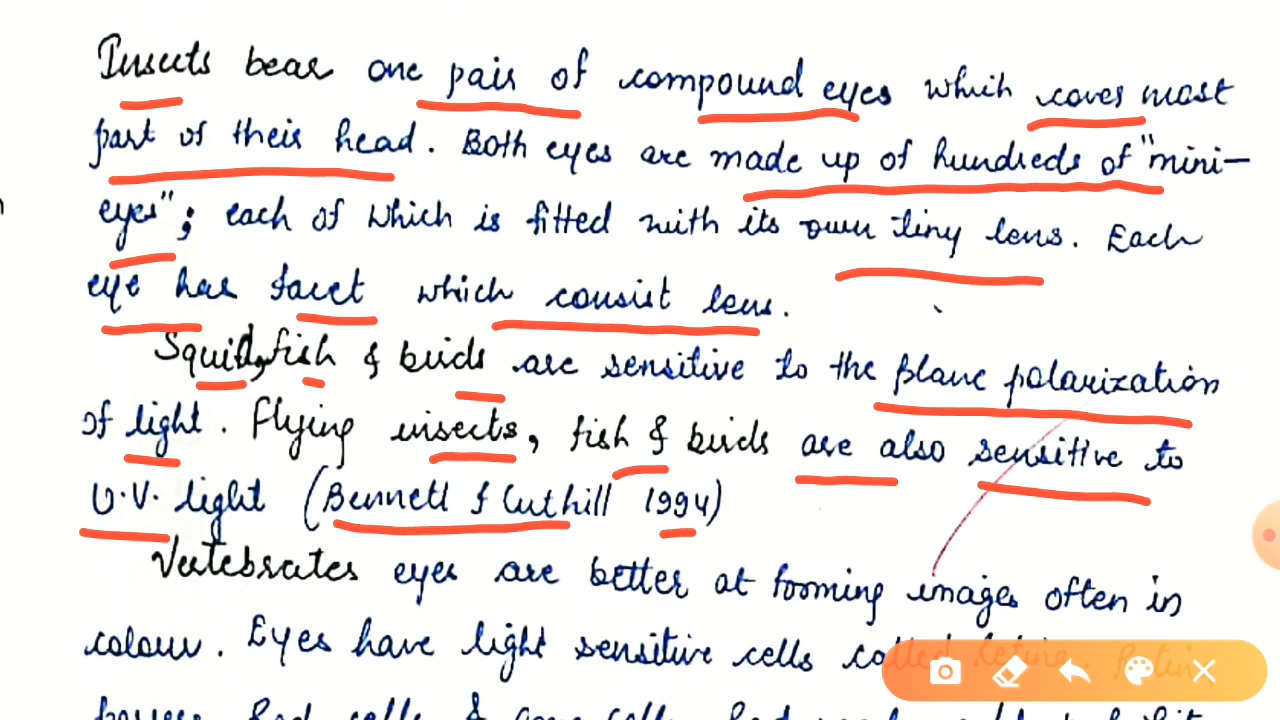 Insects bear one pair of compound eyes which cover most
part of their head. Both eyes are made up of hundreds of "mini-
eyes"; each of which is fitted with its own tiny lens. Each
eye has facet which consist lens.
Squid, fish & birds are sensitive to the plane polarization
of light. Flying insects, fish & birds are also sensitive to
U.V. light (Bennett & Cuthill 1994)
Vertebrates eyes are better at forming images often in
colour. Eyes have light sensitive cells called Retina.
Rod cells &